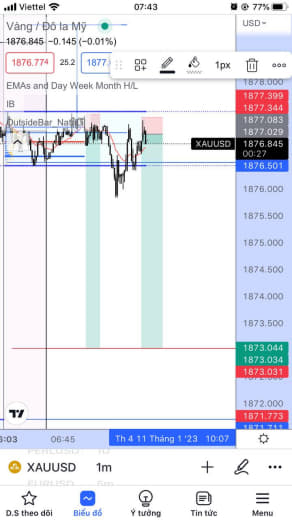 Viettel 07:43 77%
Vàng / Đô la Mỹ USD
1876.845 −0.145 (−0.01%)
1876.774 25.2 1877.
1px
EMAs and Day Week Month H/L
IB
OutsideBar_Na
1878.000
1877.399
1877.344
1877.083
1877.029
XAUUSD 1876.845
00:27
1876.501
1876.000
1875.500
1875.000
1874.500
1874.000
1873.500
1873.044
1873.034
1873.031
1872.000
1871.773
1871.711
6:03 06:45 Th 4 11 Tháng 1 '23 10:07
XAUUSD 1m
D.S theo dõi Biểu đồ Ý tưởng Tin tức Menu